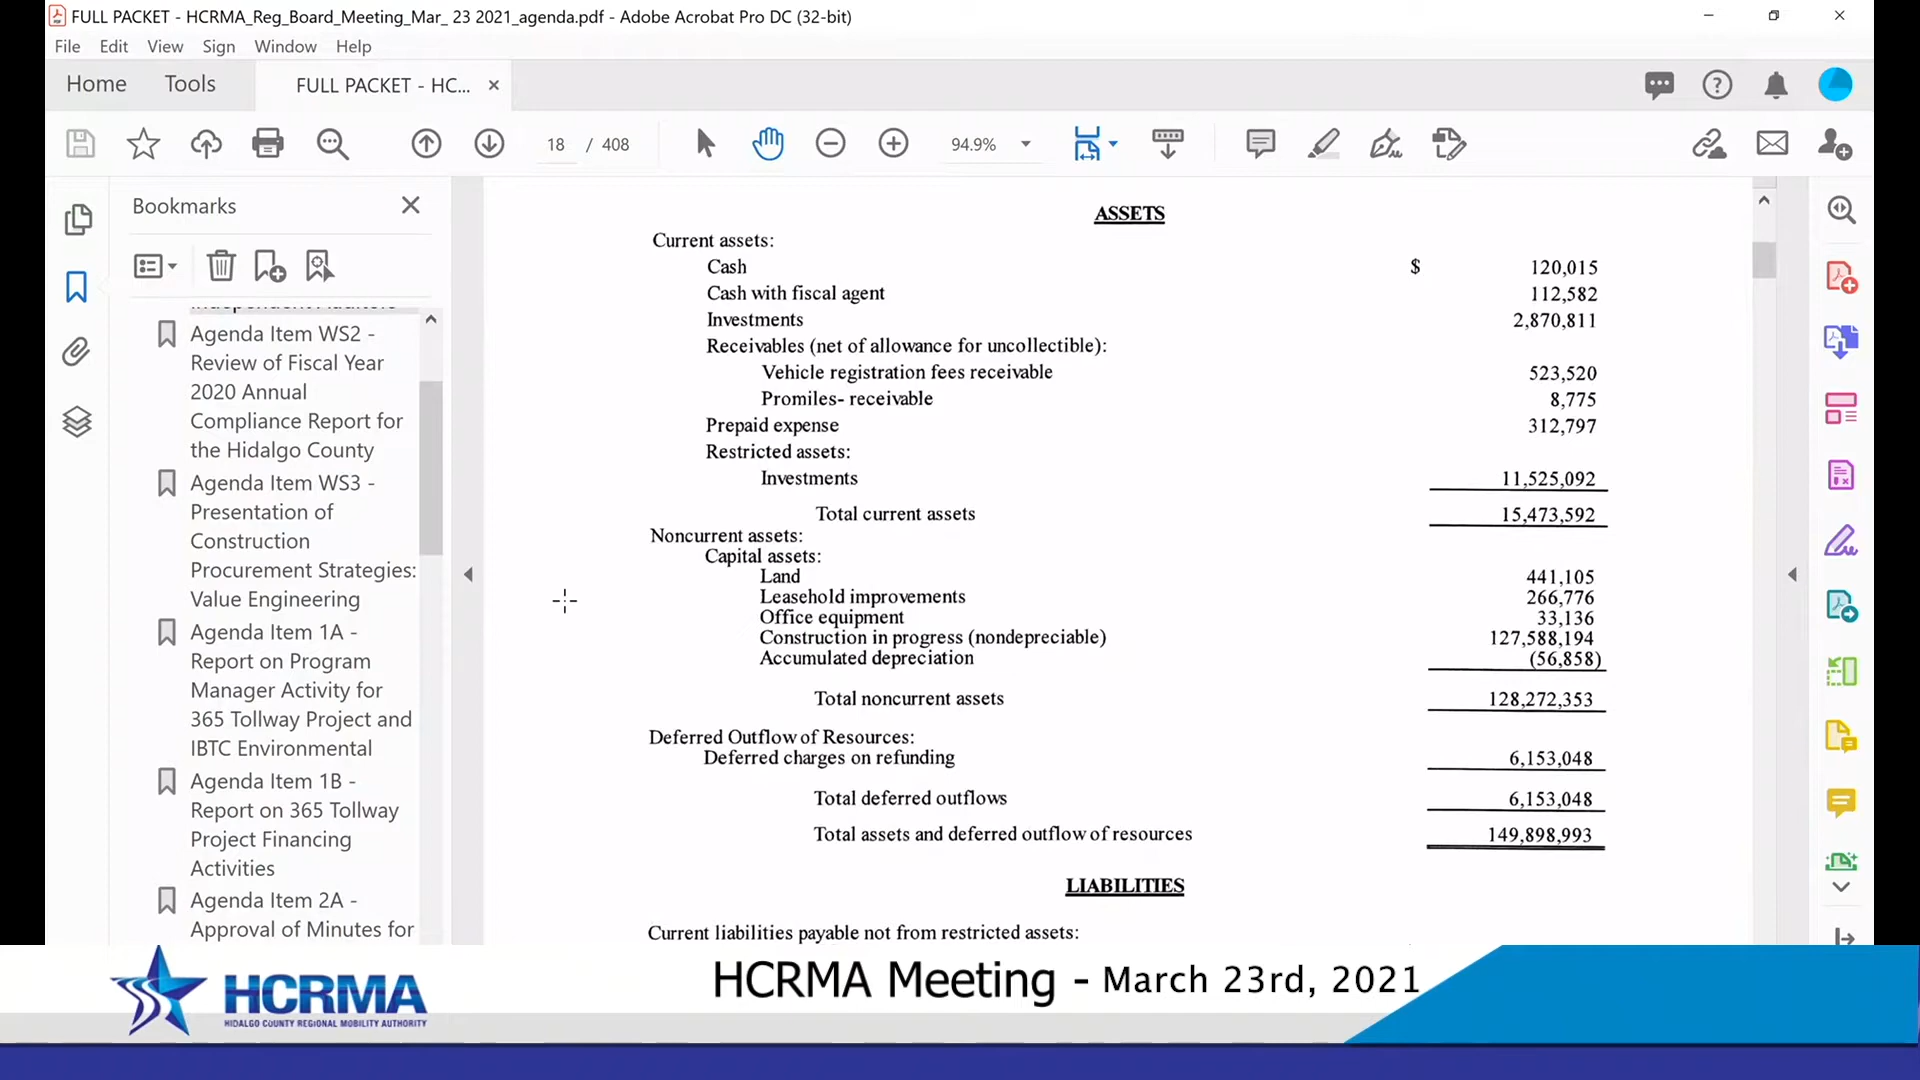 FULL PACKET - HCRMA_Reg_Board_Meeting_Mar_ 23 2021_agenda.pdf - Adobe Acrobat Pro DC (32-bit)
File Edit View Sign Window Help
Home Tools FULL PACKET - HC...
18 / 408 94.9%
Bookmarks
Agenda Item WS2 -
Review of Fiscal Year
2020 Annual
Compliance Report for
the Hidalgo County
Agenda Item WS3 -
Presentation of
Construction
Procurement Strategies:
Value Engineering
Agenda Item 1A -
Report on Program
Manager Activity for
365 Tollway Project and
IBTC Environmental
Agenda Item 1B -
Report on 365 Tollway
Project Financing
Activities
Agenda Item 2A -
Approval of Minutes for
ASSETS
Current assets:
Cash $ 120,015
Cash with fiscal agent 112,582
Investments 2,870,811
Receivables (net of allowance for uncollectible):
Vehicle registration fees receivable 523,520
Promiles- receivable 8,775
Prepaid expense 312,797
Restricted assets:
Investments 11,525,092
Total current assets 15,473,592
Noncurrent assets:
Capital assets:
Land 441,105
Leasehold improvements 266,776
Office equipment 33,136
Construction in progress (nondepreciable) 127,588,194
Accumulated depreciation (56,858)
Total noncurrent assets 128,272,353
Deferred Outflow of Resources:
Deferred charges on refunding 6,153,048
Total deferred outflows 6,153,048
Total assets and deferred outflow of resources 149,898,993
LIABILITIES
Current liabilities payable not from restricted assets:
HCRMA
HIDALGO COUNTY REGIONAL MOBILITY AUTHORITY
HCRMA Meeting - March 23rd, 2021